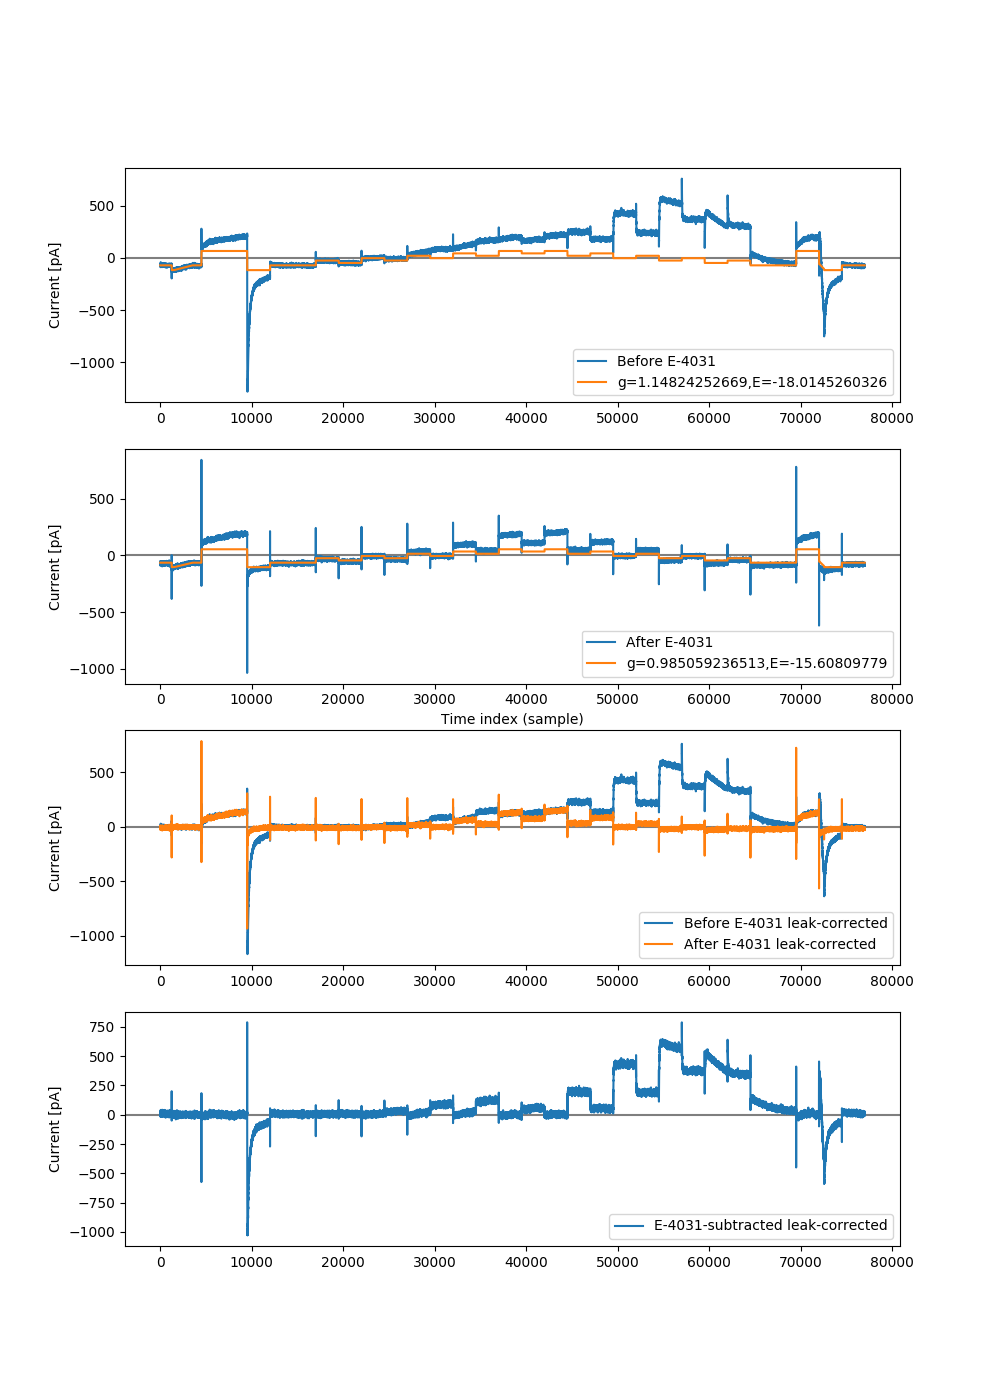 500
0
−500
−1000
Current [pA]
Before E-4031
g=1.14824252669,E=-18.0145260326
0 10000 20000 30000 40000 50000 60000 70000 80000
500
0
−500
−1000
Current [pA]
After E-4031
g=0.985059236513,E=-15.60809779
0 10000 20000 30000 40000 50000 60000 70000 80000
Time index (sample)
500
0
−500
−1000
Current [pA]
Before E-4031 leak-corrected
After E-4031 leak-corrected
0 10000 20000 30000 40000 50000 60000 70000 80000
750
500
250
0
−250
−500
−750
−1000
Current [pA]
E-4031-subtracted leak-corrected
0 10000 20000 30000 40000 50000 60000 70000 80000